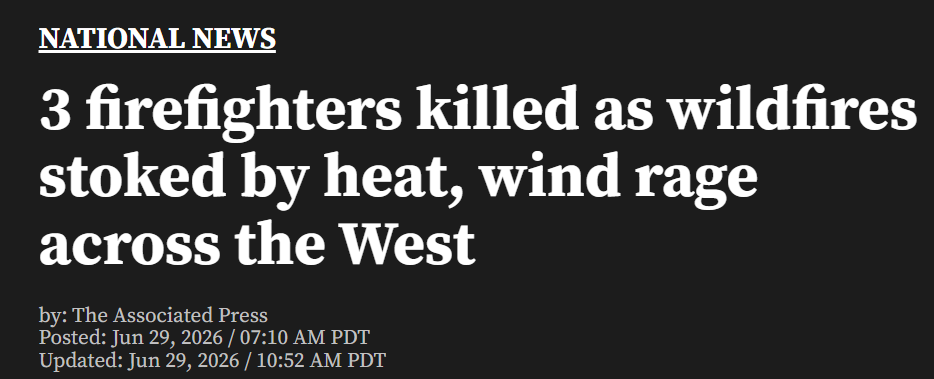 NATIONAL NEWS
3 firefighters killed as wildfires
stoked by heat, wind rage
across the West
by: The Associated Press
Posted: Jun 29, 2026 / 07:10 AM PDT
Updated: Jun 29, 2026 / 10:52 AM PDT